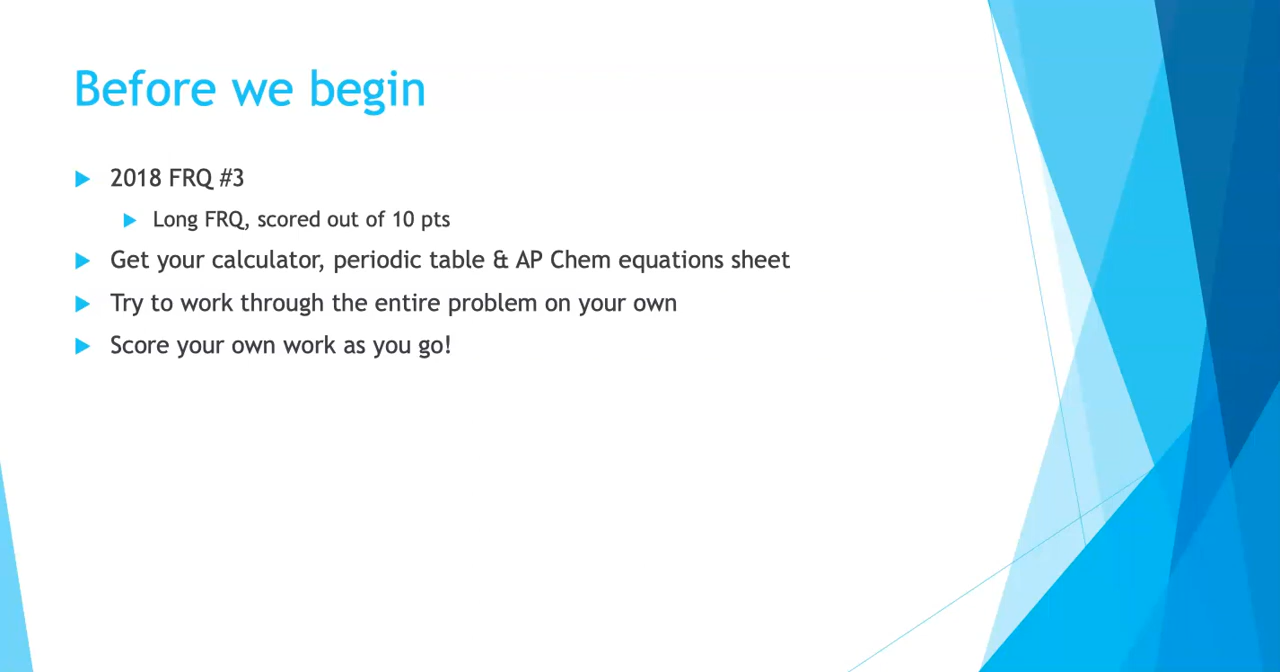 Before we begin
2018 FRQ #3
Long FRQ, scored out of 10 pts
Get your calculator, periodic table & AP Chem equations sheet
Try to work through the entire problem on your own
Score your own work as you go!